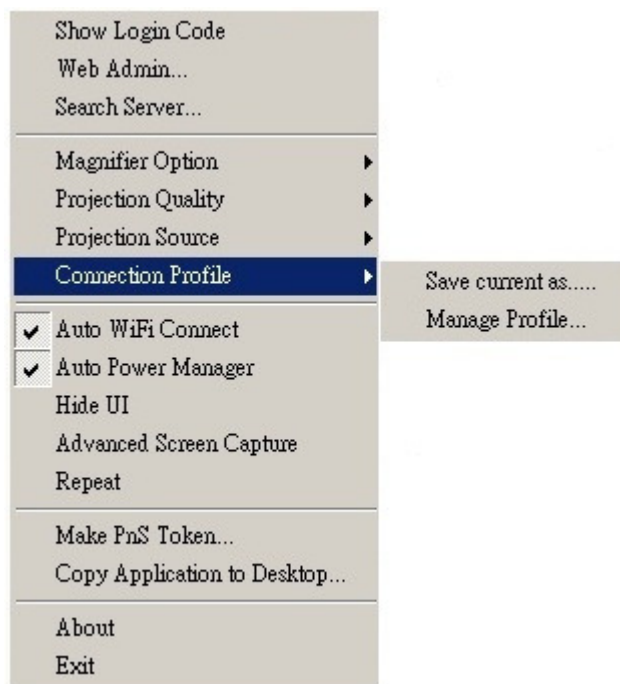 Show Login Code
Web Admin...
Search Server...
Magnifier Option
Projection Quality
Projection Source
Connection Profile
Save current as.....
Manage Profile...
Auto WiFi Connect
Auto Power Manager
Hide UI
Advanced Screen Capture
Repeat
Make PnS Token...
Copy Application to Desktop...
About
Exit